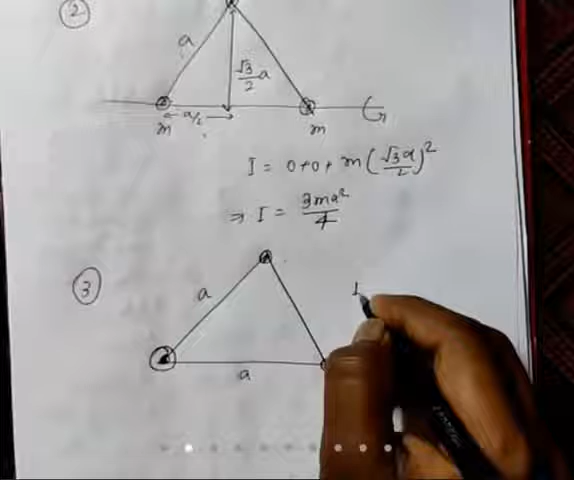 2
a
√3/2 a
a/2
m
m
I = 0+0+ m (√3a/2)²
⇒ I = 3ma²/4
3
a
a